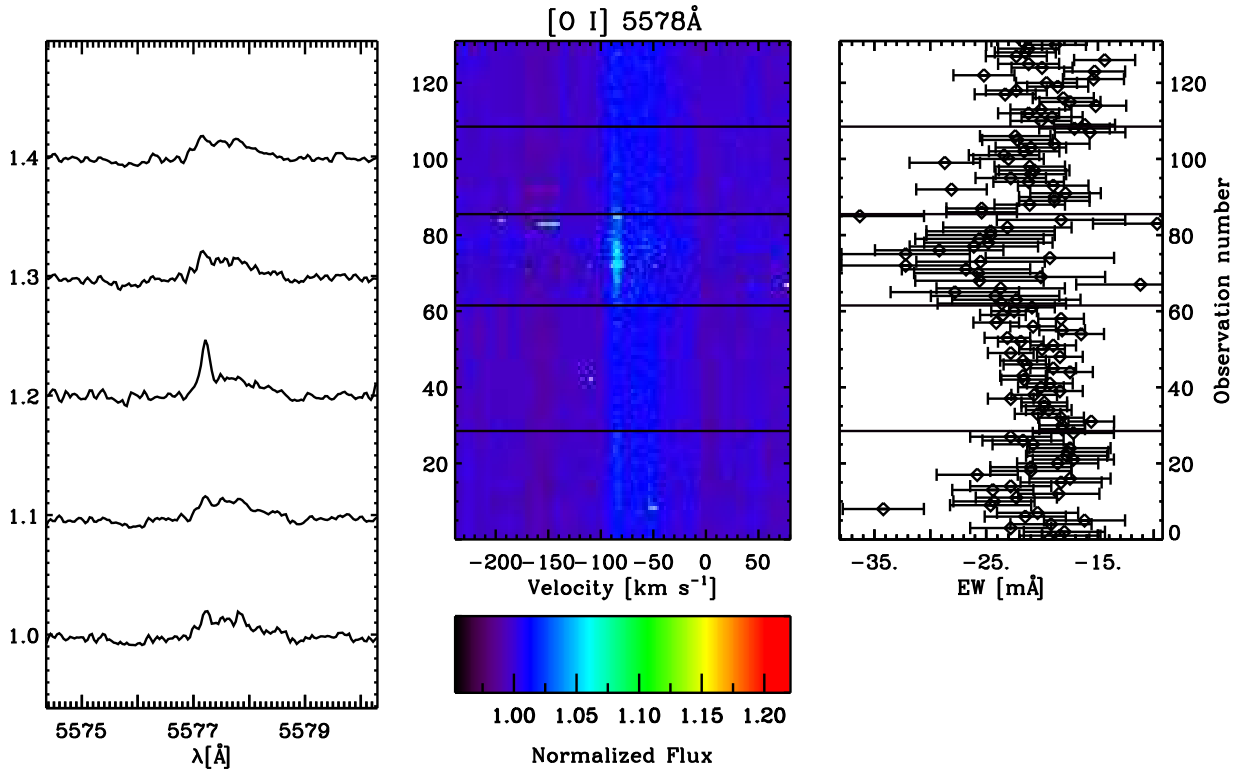 [O I] 5578Å
1.4
1.3
1.2
1.1
1.0
5575 5577 5579
λ[Å]
120
100
80
60
40
20
-200 -150 -100 -50 0 50
Velocity [km s⁻¹]
1.00 1.05 1.10 1.15 1.20
Normalized Flux
120
100
80
60
40
20
0
Observation number
-35. -25. -15.
EW [mÅ]